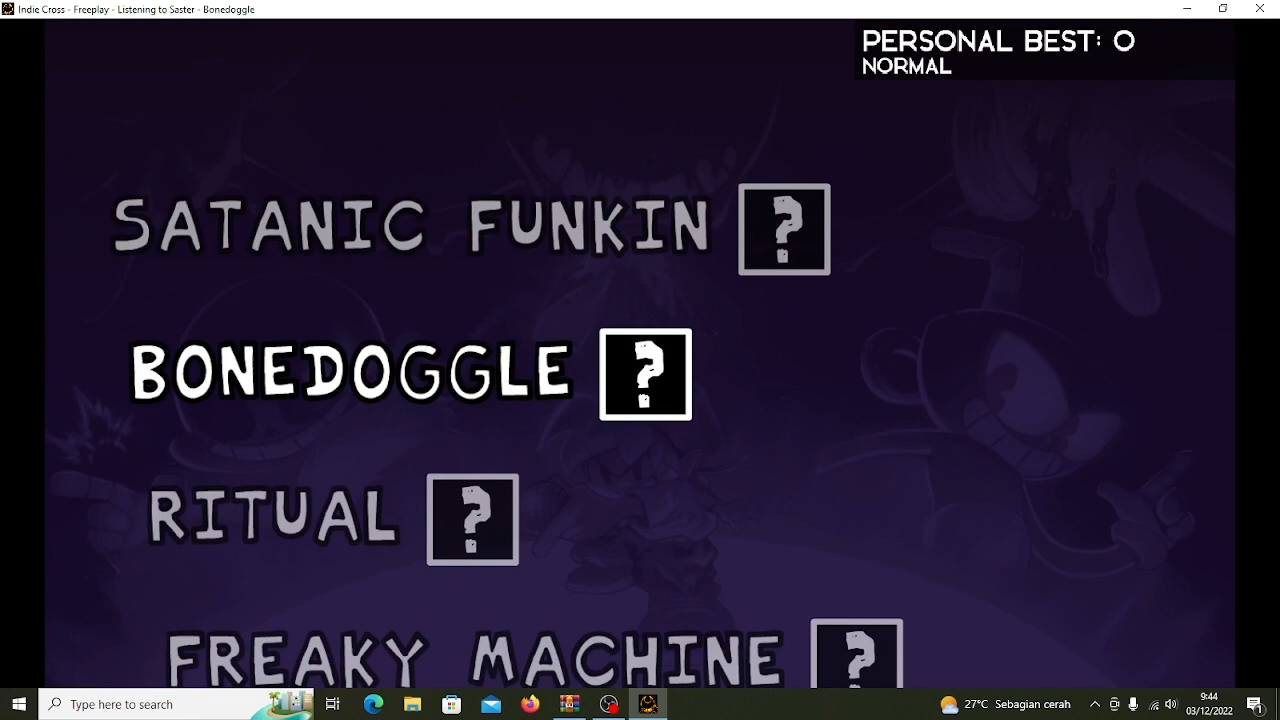 Indie Cross - Freeplay - Listening to Saster - Bonedoggle
PERSONAL BEST: 0
NORMAL
SATANIC FUNKIN ?
BONEDOGGLE ?
RITUAL ?
FREAKY MACHINE ?
Type here to search
27°C Sebagian cerah
9:44
03/12/2022
1